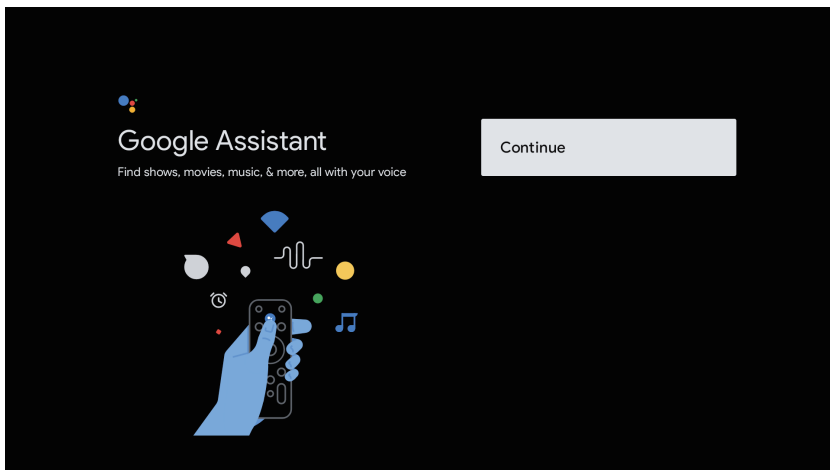 Google Assistant
Find shows, movies, music, & more, all with your voice
Continue